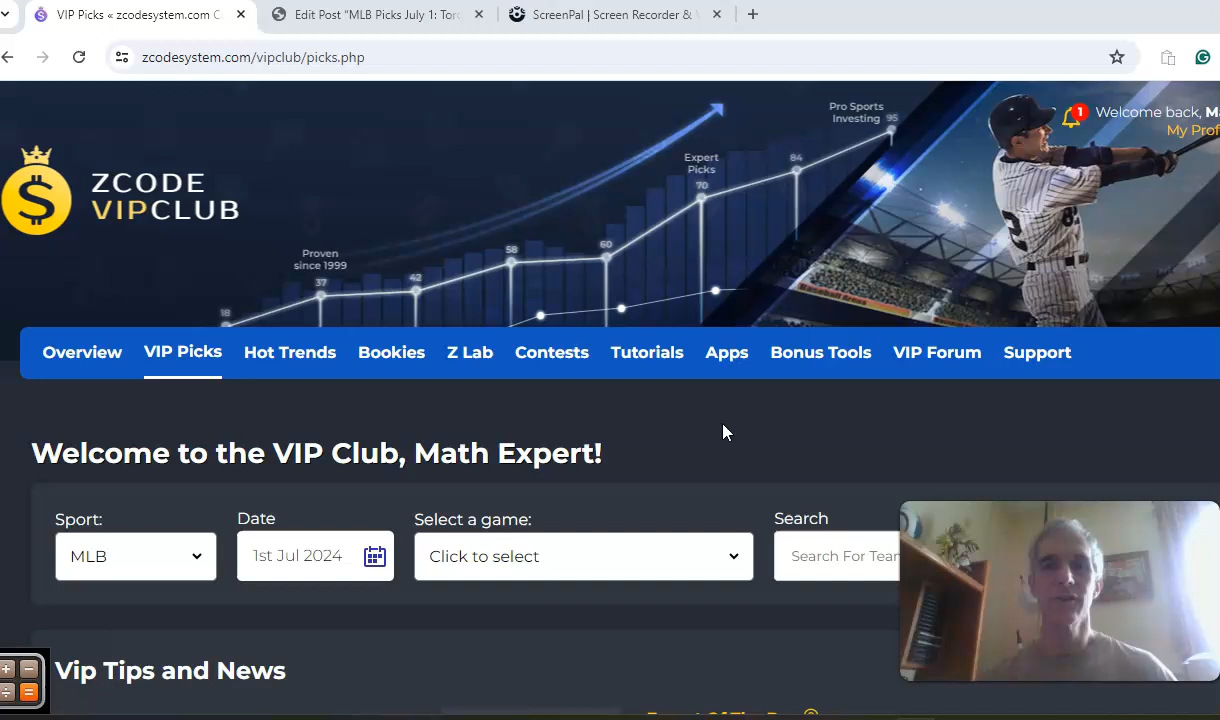 VIP Picks « zcodesystem.com C
Edit Post "MLB Picks July 1: Toro
ScreenPal | Screen Recorder &
zcodesystem.com/vipclub/picks.php
Pro Sports
Investing
95
1
Welcome back, Ma
My Prof
Expert
Picks
84
70
ZCODE
VIPCLUB
Proven
since 1999
60
58
42
37
18
2
Overview VIP Picks Hot Trends Bookies Z Lab Contests Tutorials Apps Bonus Tools VIP Forum Support
Welcome to the VIP Club, Math Expert!
Sport: Date Select a game: Search
MLB 1st Jul 2024 Click to select Search For Team
Vip Tips and News